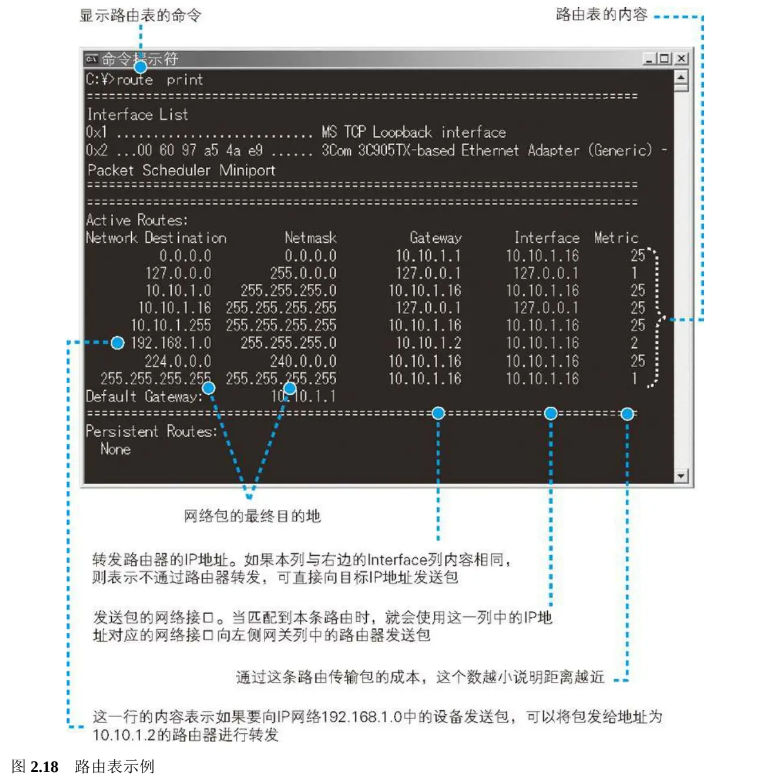 显示路由表的命令
路由表的内容
命令提示符
C:¥>route print
Interface List
0x1 ........................... MS TCP Loopback interface
0x2 ...00 60 97 a5 4a e9 ...... 3Com 3C905TX-based Ethernet Adapter (Generic) -
Packet Scheduler Miniport
Active Routes:
Network Destination Netmask Gateway Interface Metric
0.0.0.0 0.0.0.0 10.10.1.1 10.10.1.16 25
127.0.0.0 255.0.0.0 127.0.0.1 127.0.0.1 1
10.10.1.0 255.255.255.0 10.10.1.16 10.10.1.16 25
10.10.1.16 255.255.255.255 127.0.0.1 127.0.0.1 25
10.10.1.255 255.255.255.255 10.10.1.16 10.10.1.16 25
192.168.1.0 255.255.255.0 10.10.1.2 10.10.1.16 2
224.0.0.0 240.0.0.0 10.10.1.16 10.10.1.16 25
255.255.255.255 255.255.255.255 10.10.1.16 10.10.1.16 1
Default Gateway: 10.10.1.1
Persistent Routes:
None
网络包的最终目的地
转发路由器的IP地址。如果本列与右边的Interface列内容相同，
则表示不通过路由器转发，可直接向目标IP地址发送包
发送包的网络接口。当匹配到本条路由时，就会使用这一列中的IP地
址对应的网络接口向左侧网关列中的路由器发送包
通过这条路由传输包的成本，这个数越小说明距离越近
这一行的内容表示如果要向IP网络192.168.1.0中的设备发送包，可以将包发给地址为
10.10.1.2的路由器进行转发
图 2.18 路由表示例